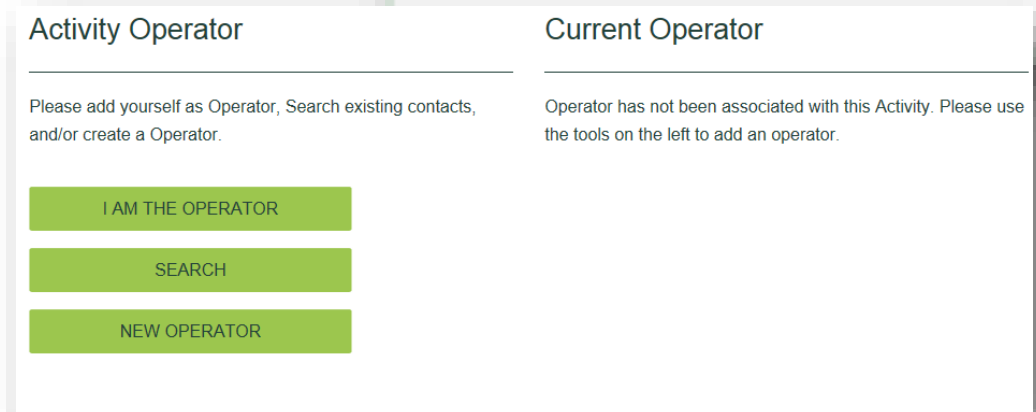 Activity Operator
Please add yourself as Operator, Search existing contacts,
and/or create a Operator.
I AM THE OPERATOR
SEARCH
NEW OPERATOR
Current Operator
Operator has not been associated with this Activity. Please use
the tools on the left to add an operator.